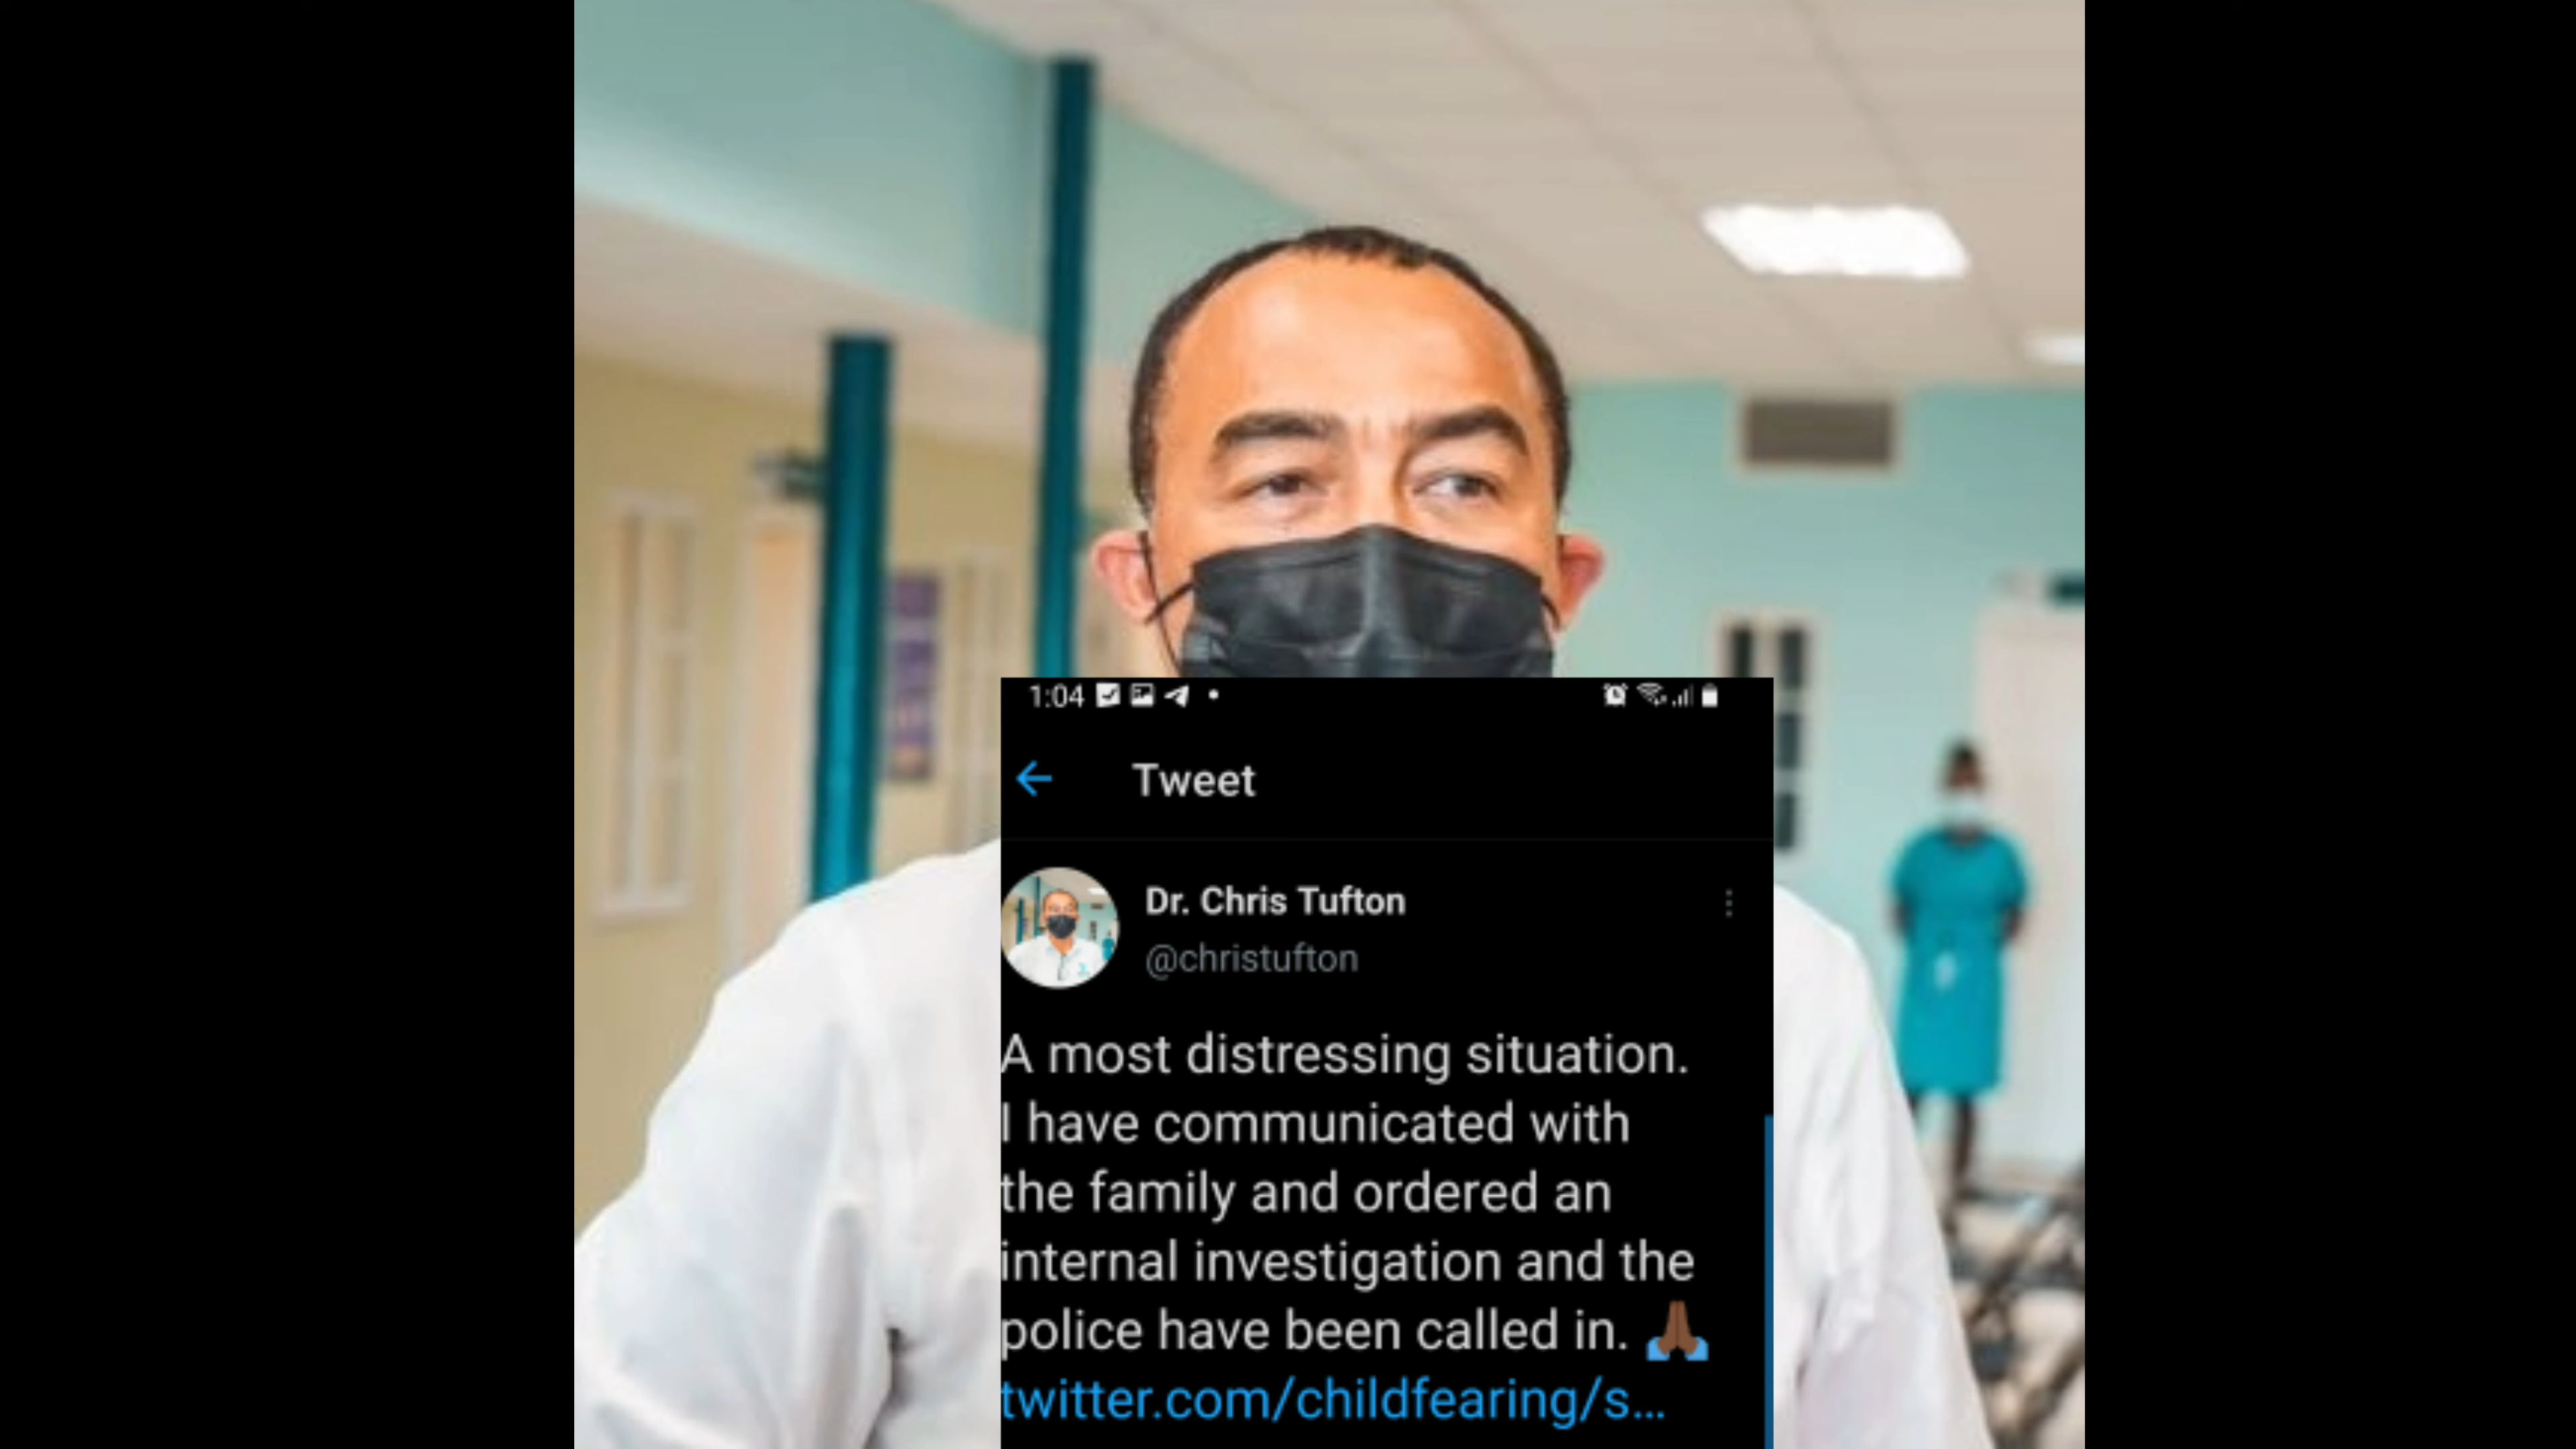 1:04
Tweet
Dr. Chris Tufton
@christufton
A most distressing situation.
I have communicated with
the family and ordered an
internal investigation and the
police have been called in. 🙏🏾
twitter.com/childfearing/s...